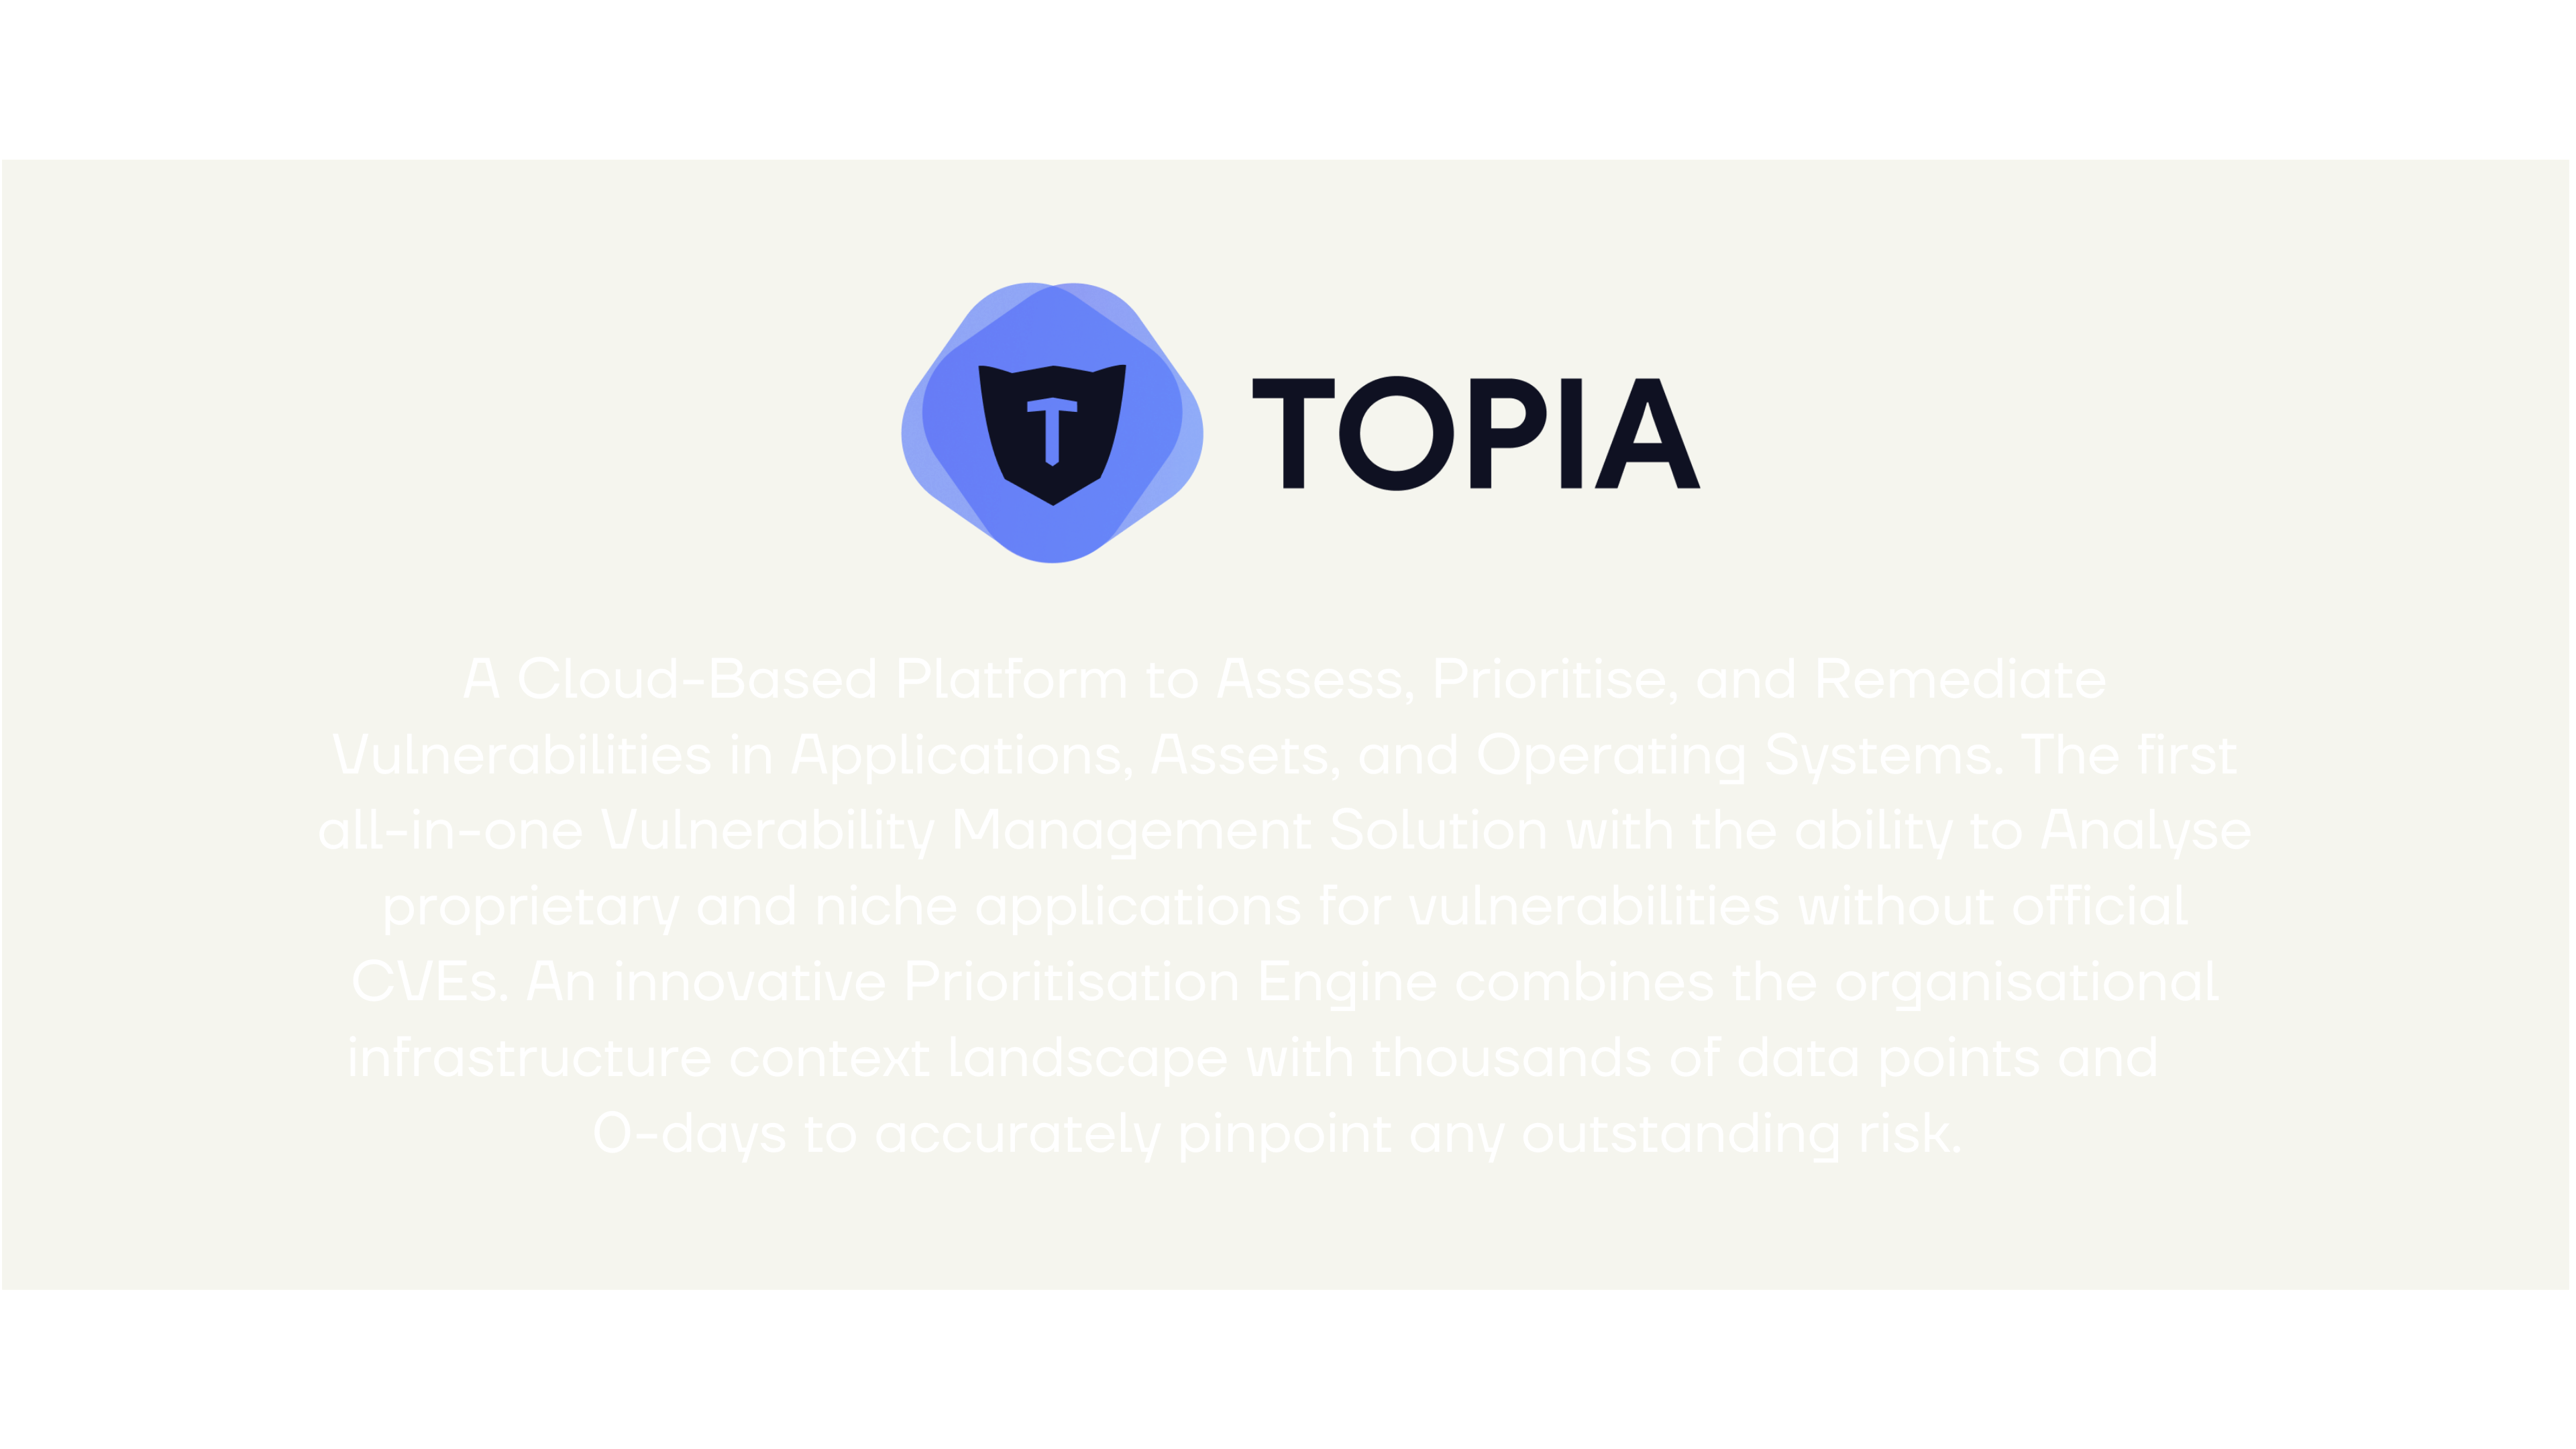 T
TOPIA
A Cloud-Based Platform to Assess, Prioritise, and Remediate
Vulnerabilities in Applications, Assets, and Operating Systems. The first
all-in-one Vulnerability Management Solution with the ability to Analyse
proprietary and niche applications for vulnerabilities without official
CVEs. An innovative Prioritisation Engine combines the organisational
infrastructure context landscape with thousands of data points and
0-days to accurately pinpoint any outstanding risk.